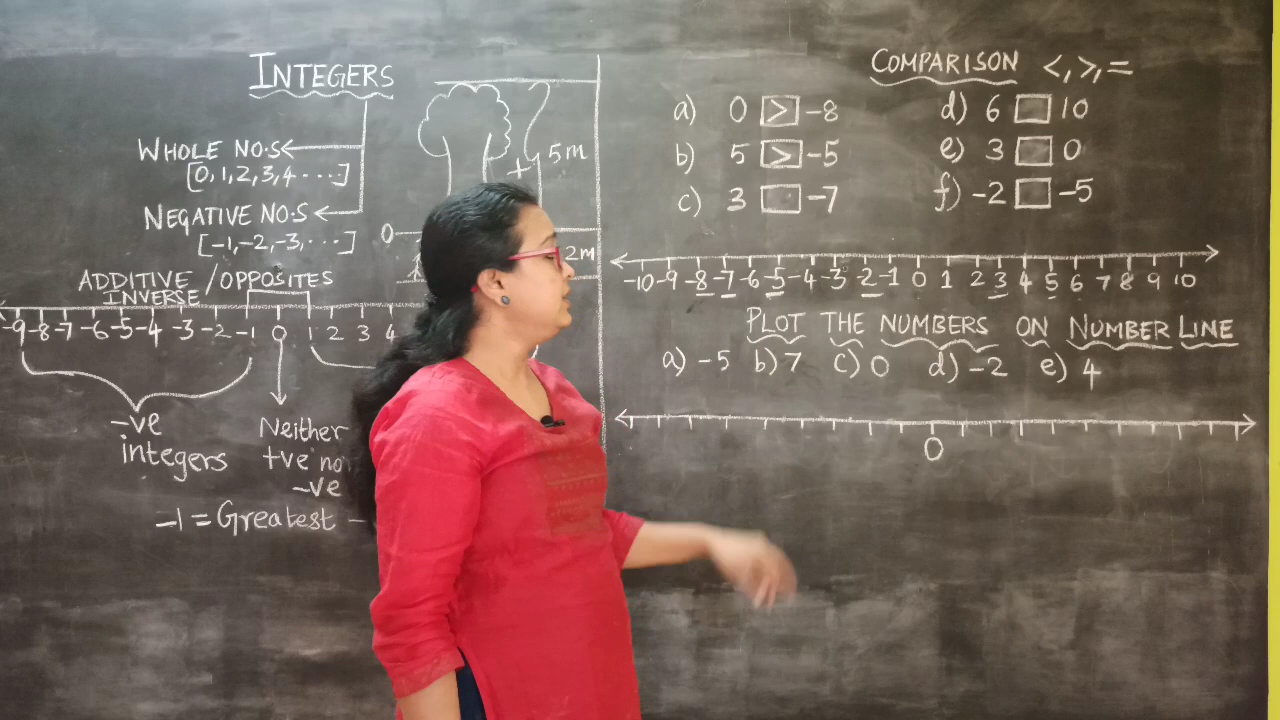 INTEGERS
WHOLE NO.S
[0, 1, 2, 3, 4 ....]
NEGATIVE NO.S
[-1, -2, -3, ....]
+ 5m
0
2m
ADDITIVE / OPPOSITES
INVERSE
-9 -8 -7 -6 -5 -4 -3 -2 -1 0 1 2 3 4
-ve
integers
Neither
+ve no
-ve
-1 = Greatest -
COMPARISON <, >, =
a) 0 > -8
b) 5 > -5
c) 3 □ -7
d) 6 □ 10
e) 3 □ 0
f) -2 □ -5
-10 -9 -8 -7 -6 -5 -4 -3 -2 -1 0 1 2 3 4 5 6 7 8 9 10
PLOT THE NUMBERS ON NUMBER LINE
a) -5 b) 7 c) 0 d) -2 e) 4
0